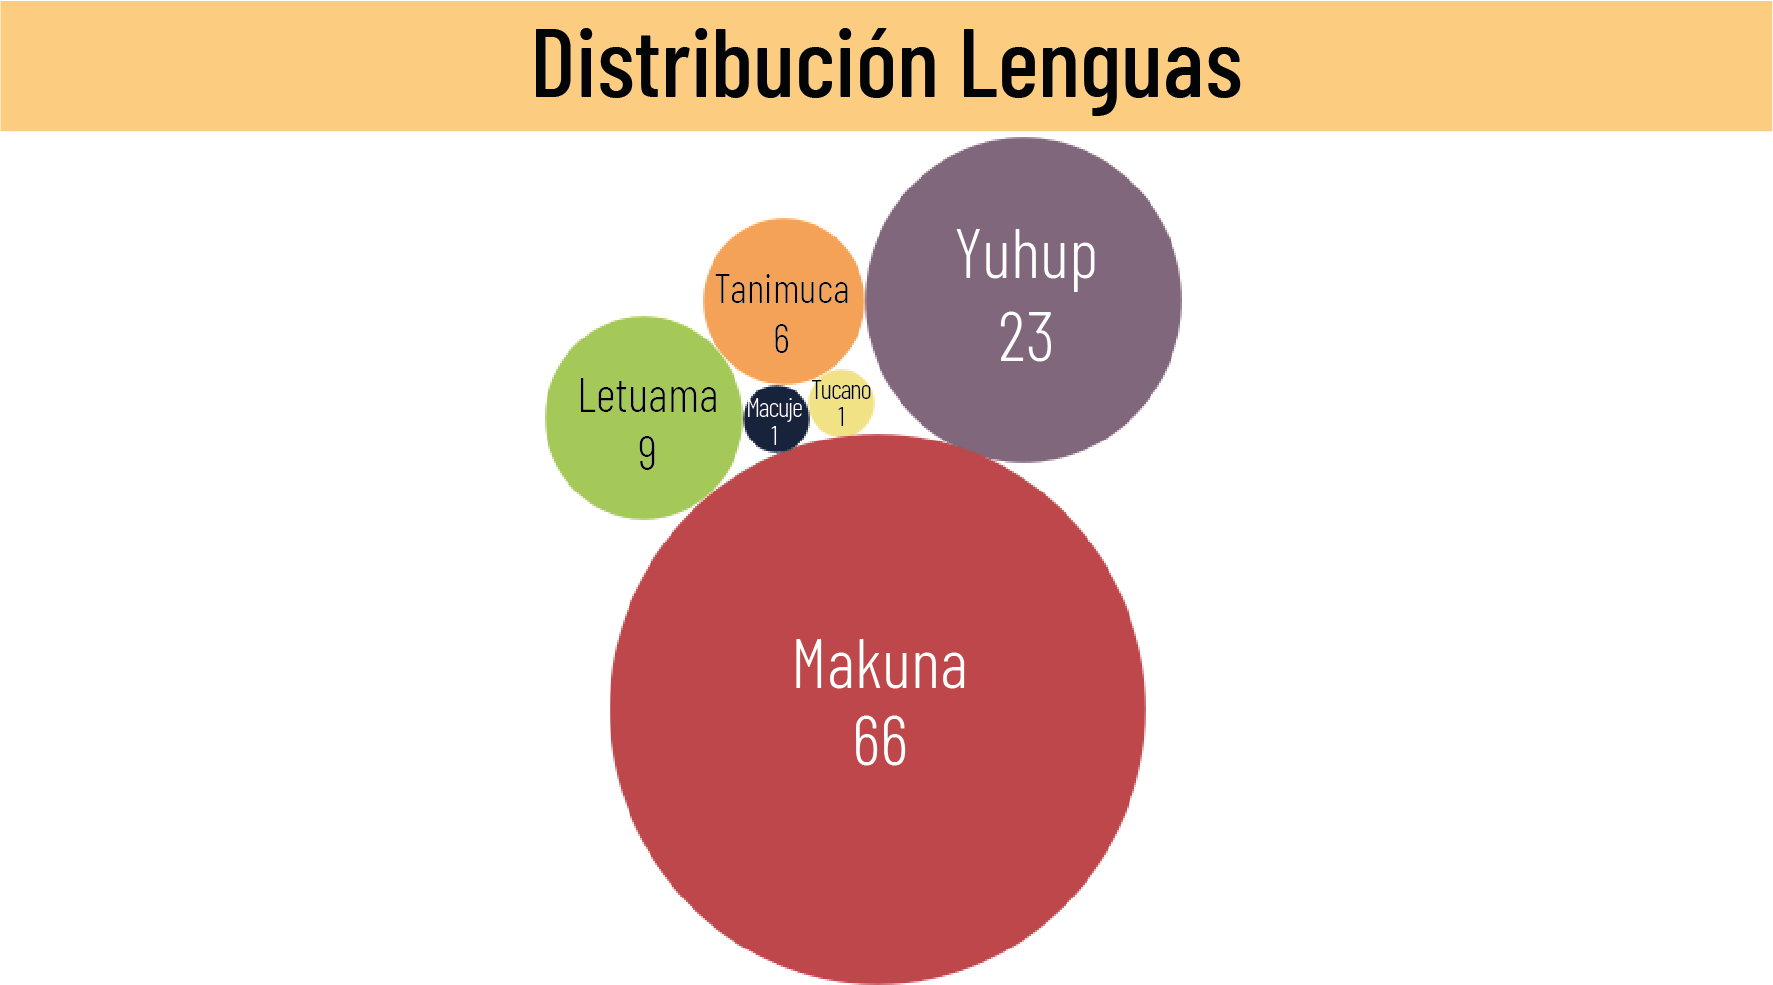 Distribución Lenguas
Yuhup
23
Tanimuca
6
Letuama
9
Macuje
1
Tucano
1
Makuna
66